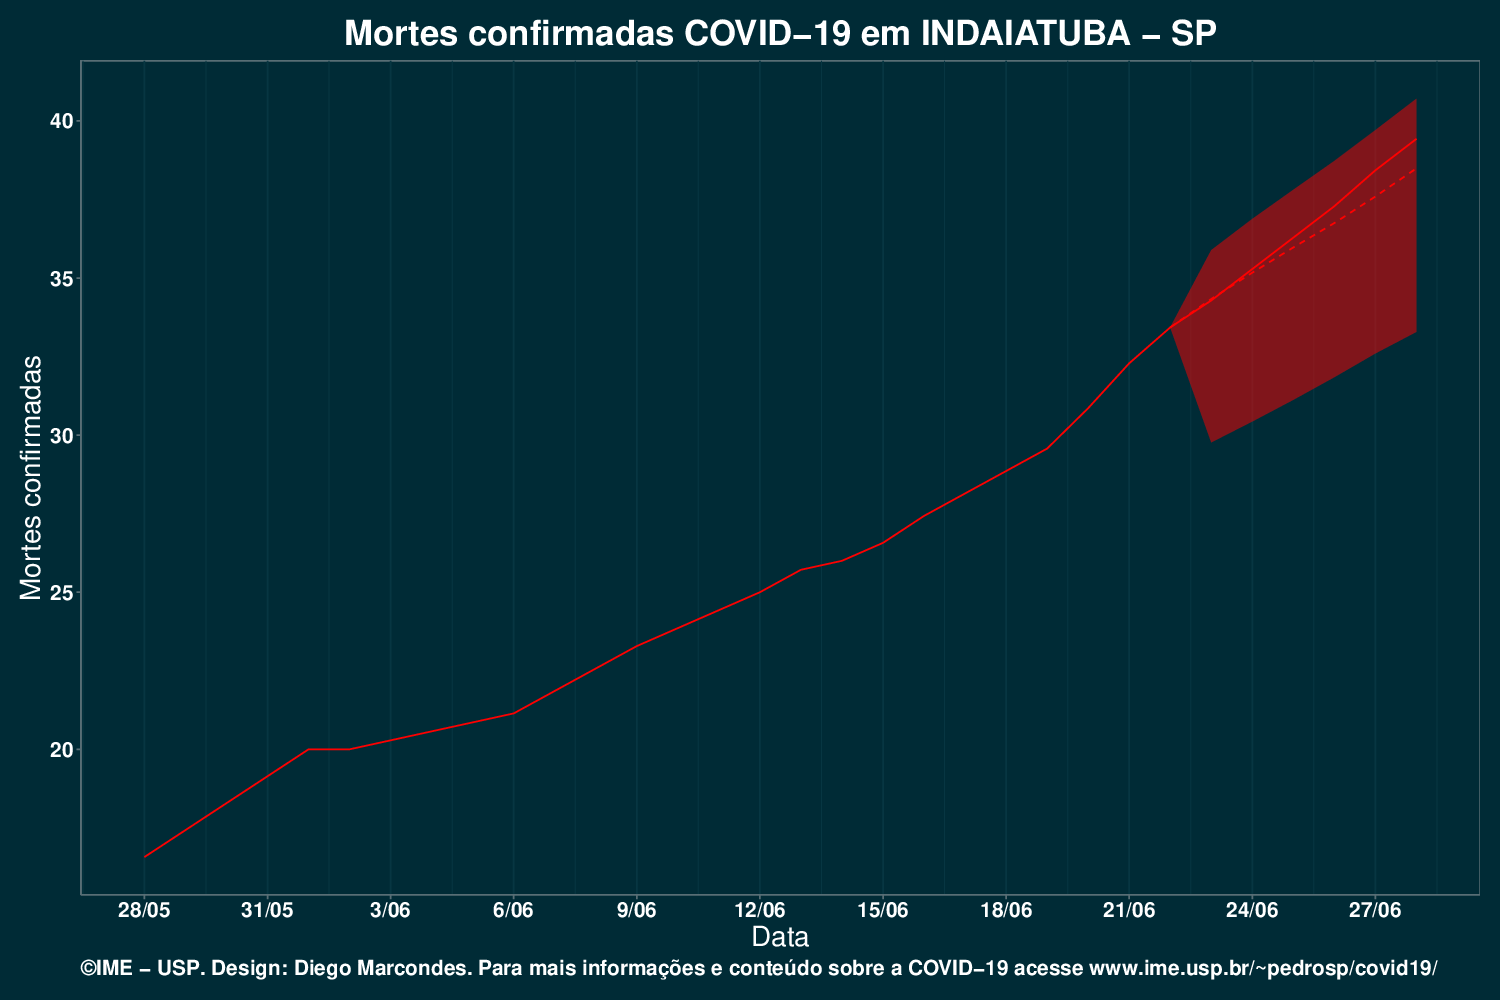 Mortes confirmadas COVID−19 em INDAIATUBA − SP
Mortes confirmadas
40
35
30
25
20
28/05 31/05 3/06 6/06 9/06 12/06 15/06 18/06 21/06 24/06 27/06
Data
©IME − USP. Design: Diego Marcondes. Para mais informações e conteúdo sobre a COVID−19 acesse www.ime.usp.br/~pedrosp/covid19/